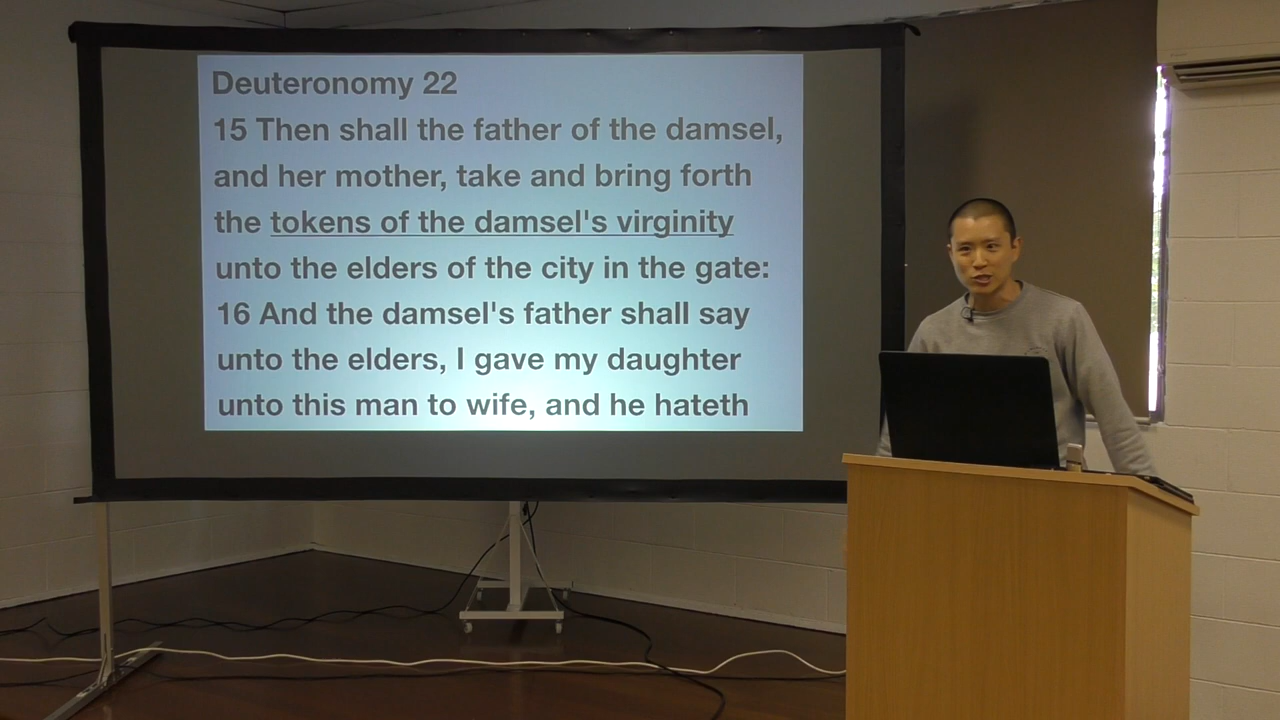 Deuteronomy 22
15 Then shall the father of the damsel,
and her mother, take and bring forth
the tokens of the damsel's virginity
unto the elders of the city in the gate:
16 And the damsel's father shall say
unto the elders, I gave my daughter
unto this man to wife, and he hateth